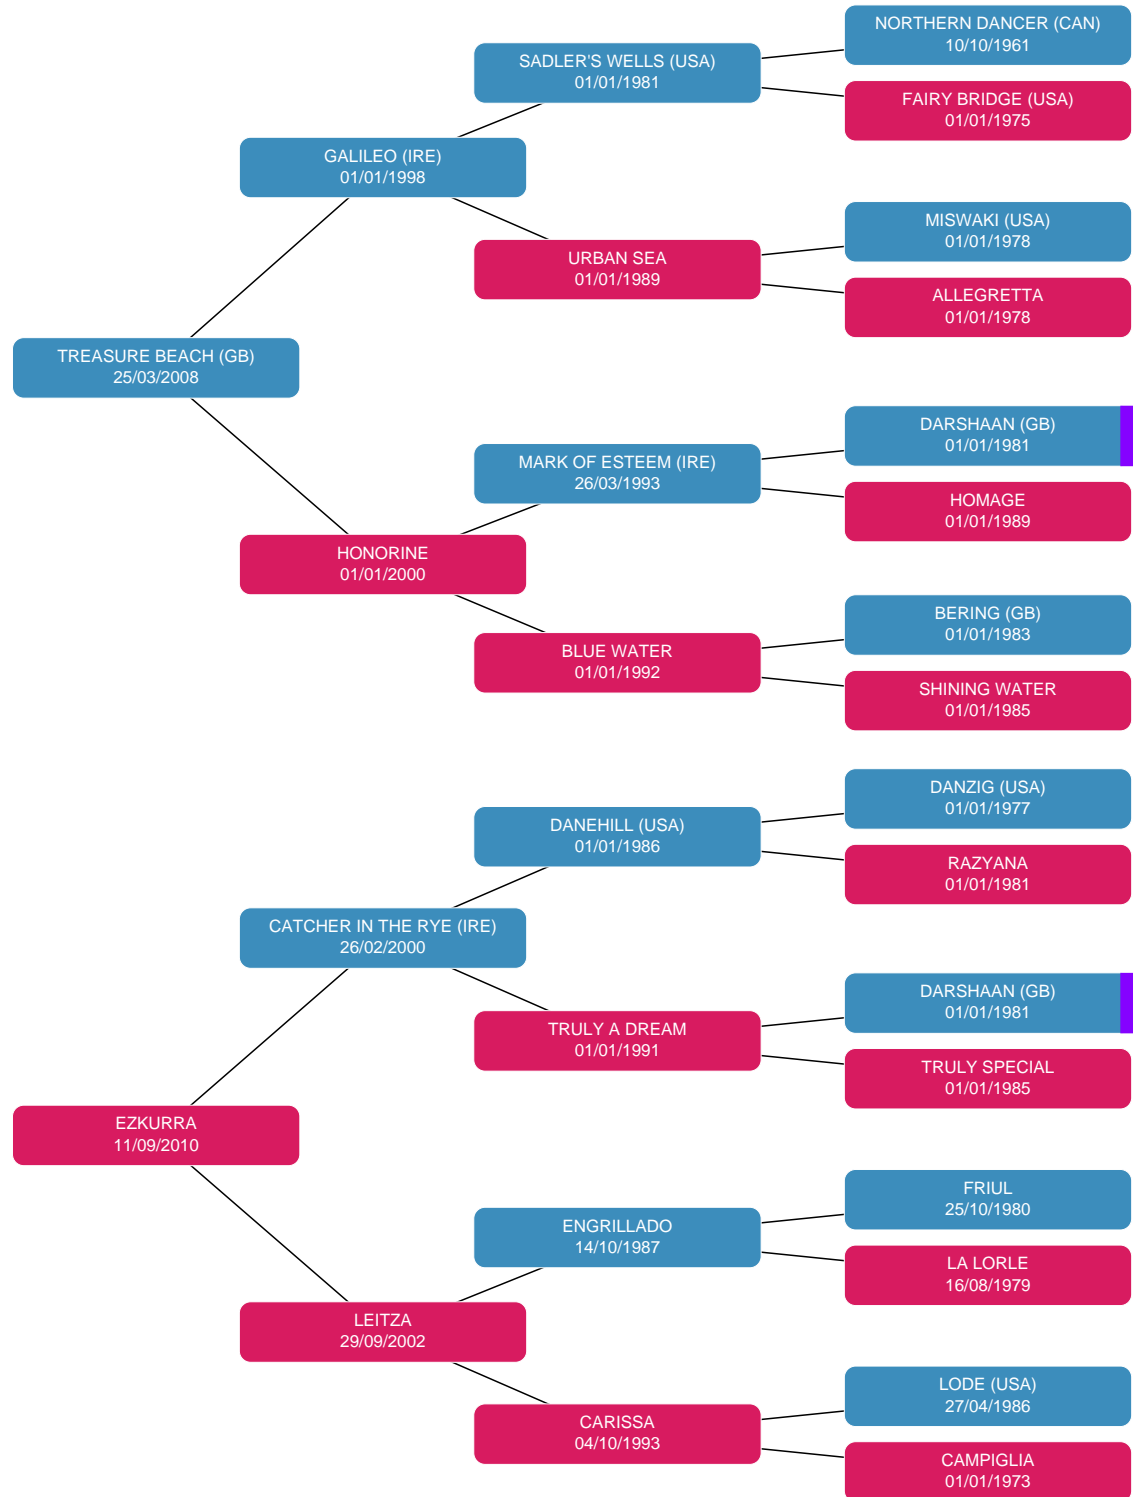 NORTHERN DANCER (CAN)
10/10/1961
SADLER'S WELLS (USA)
01/01/1981
FAIRY BRIDGE (USA)
01/01/1975
GALILEO (IRE)
01/01/1998
MISWAKI (USA)
01/01/1978
URBAN SEA
01/01/1989
ALLEGRETTA
01/01/1978
TREASURE BEACH (GB)
25/03/2008
DARSHAAN (GB)
01/01/1981
MARK OF ESTEEM (IRE)
26/03/1993
HOMAGE
01/01/1989
HONORINE
01/01/2000
BERING (GB)
01/01/1983
BLUE WATER
01/01/1992
SHINING WATER
01/01/1985
DANZIG (USA)
01/01/1977
DANEHILL (USA)
01/01/1986
RAZYANA
01/01/1981
CATCHER IN THE RYE (IRE)
26/02/2000
DARSHAAN (GB)
01/01/1981
TRULY A DREAM
01/01/1991
TRULY SPECIAL
01/01/1985
EZKURRA
11/09/2010
FRIUL
25/10/1980
ENGRILLADO
14/10/1987
LA LORLE
16/08/1979
LEITZA
29/09/2002
LODE (USA)
27/04/1986
CARISSA
04/10/1993
CAMPIGLIA
01/01/1973